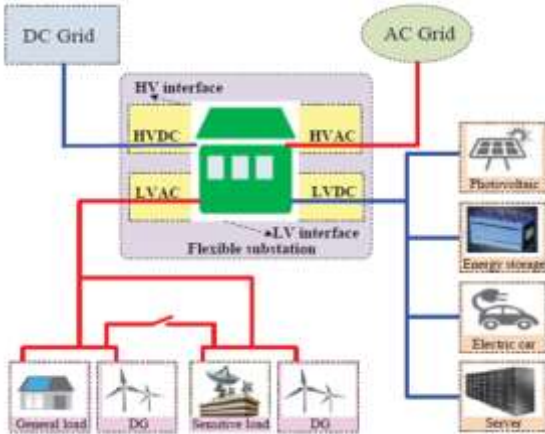 DC Grid
AC Grid
HV interface
HVDC
HVAC
LVAC
LVDC
LV interface
Flexible substation
Photovoltaic
Energy storage
Electric car
Server
General load
DG
Sensitive load
DG